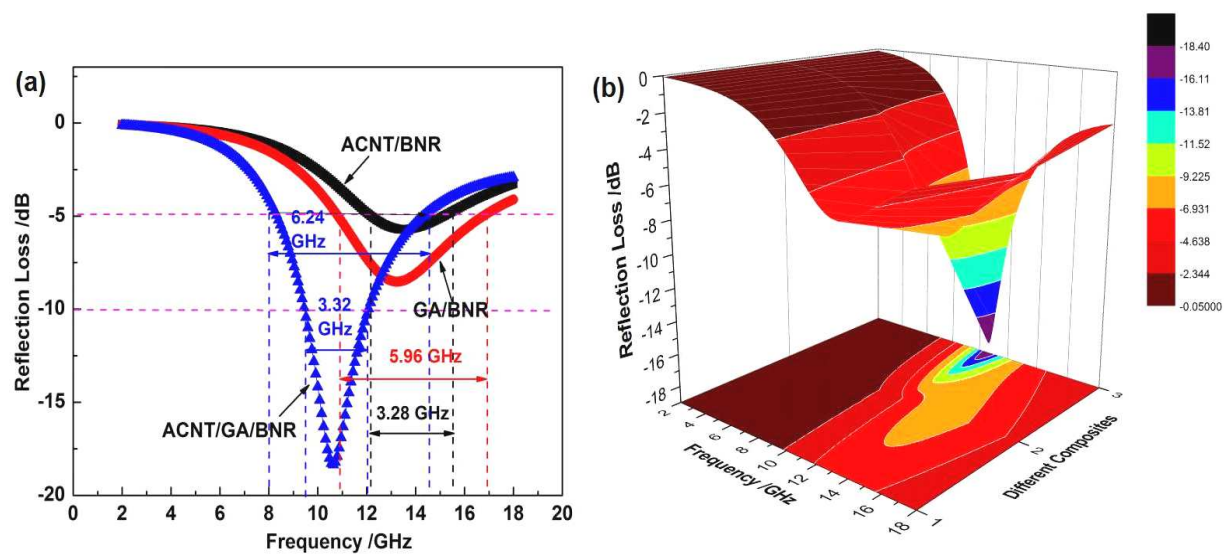 (a)
Reflection Loss /dB
0
-5
-10
-15
-20
ACNT/BNR
6.24
GHz
GA/BNR
3.32
GHz
5.96 GHz
3.28 GHz
ACNT/GA/BNR
0 2 4 6 8 10 12 14 16 18 20
Frequency /GHz
(b)
Reflection Loss /dB
0
-2
-4
-6
-8
-10
-12
-14
-16
-18
2 4 6 8 10 12 14 16 18
Frequency /GHz
1 2 3
Different Composites
-18.40
-16.11
-13.81
-11.52
-9.225
-6.931
-4.638
-2.344
-0.05000